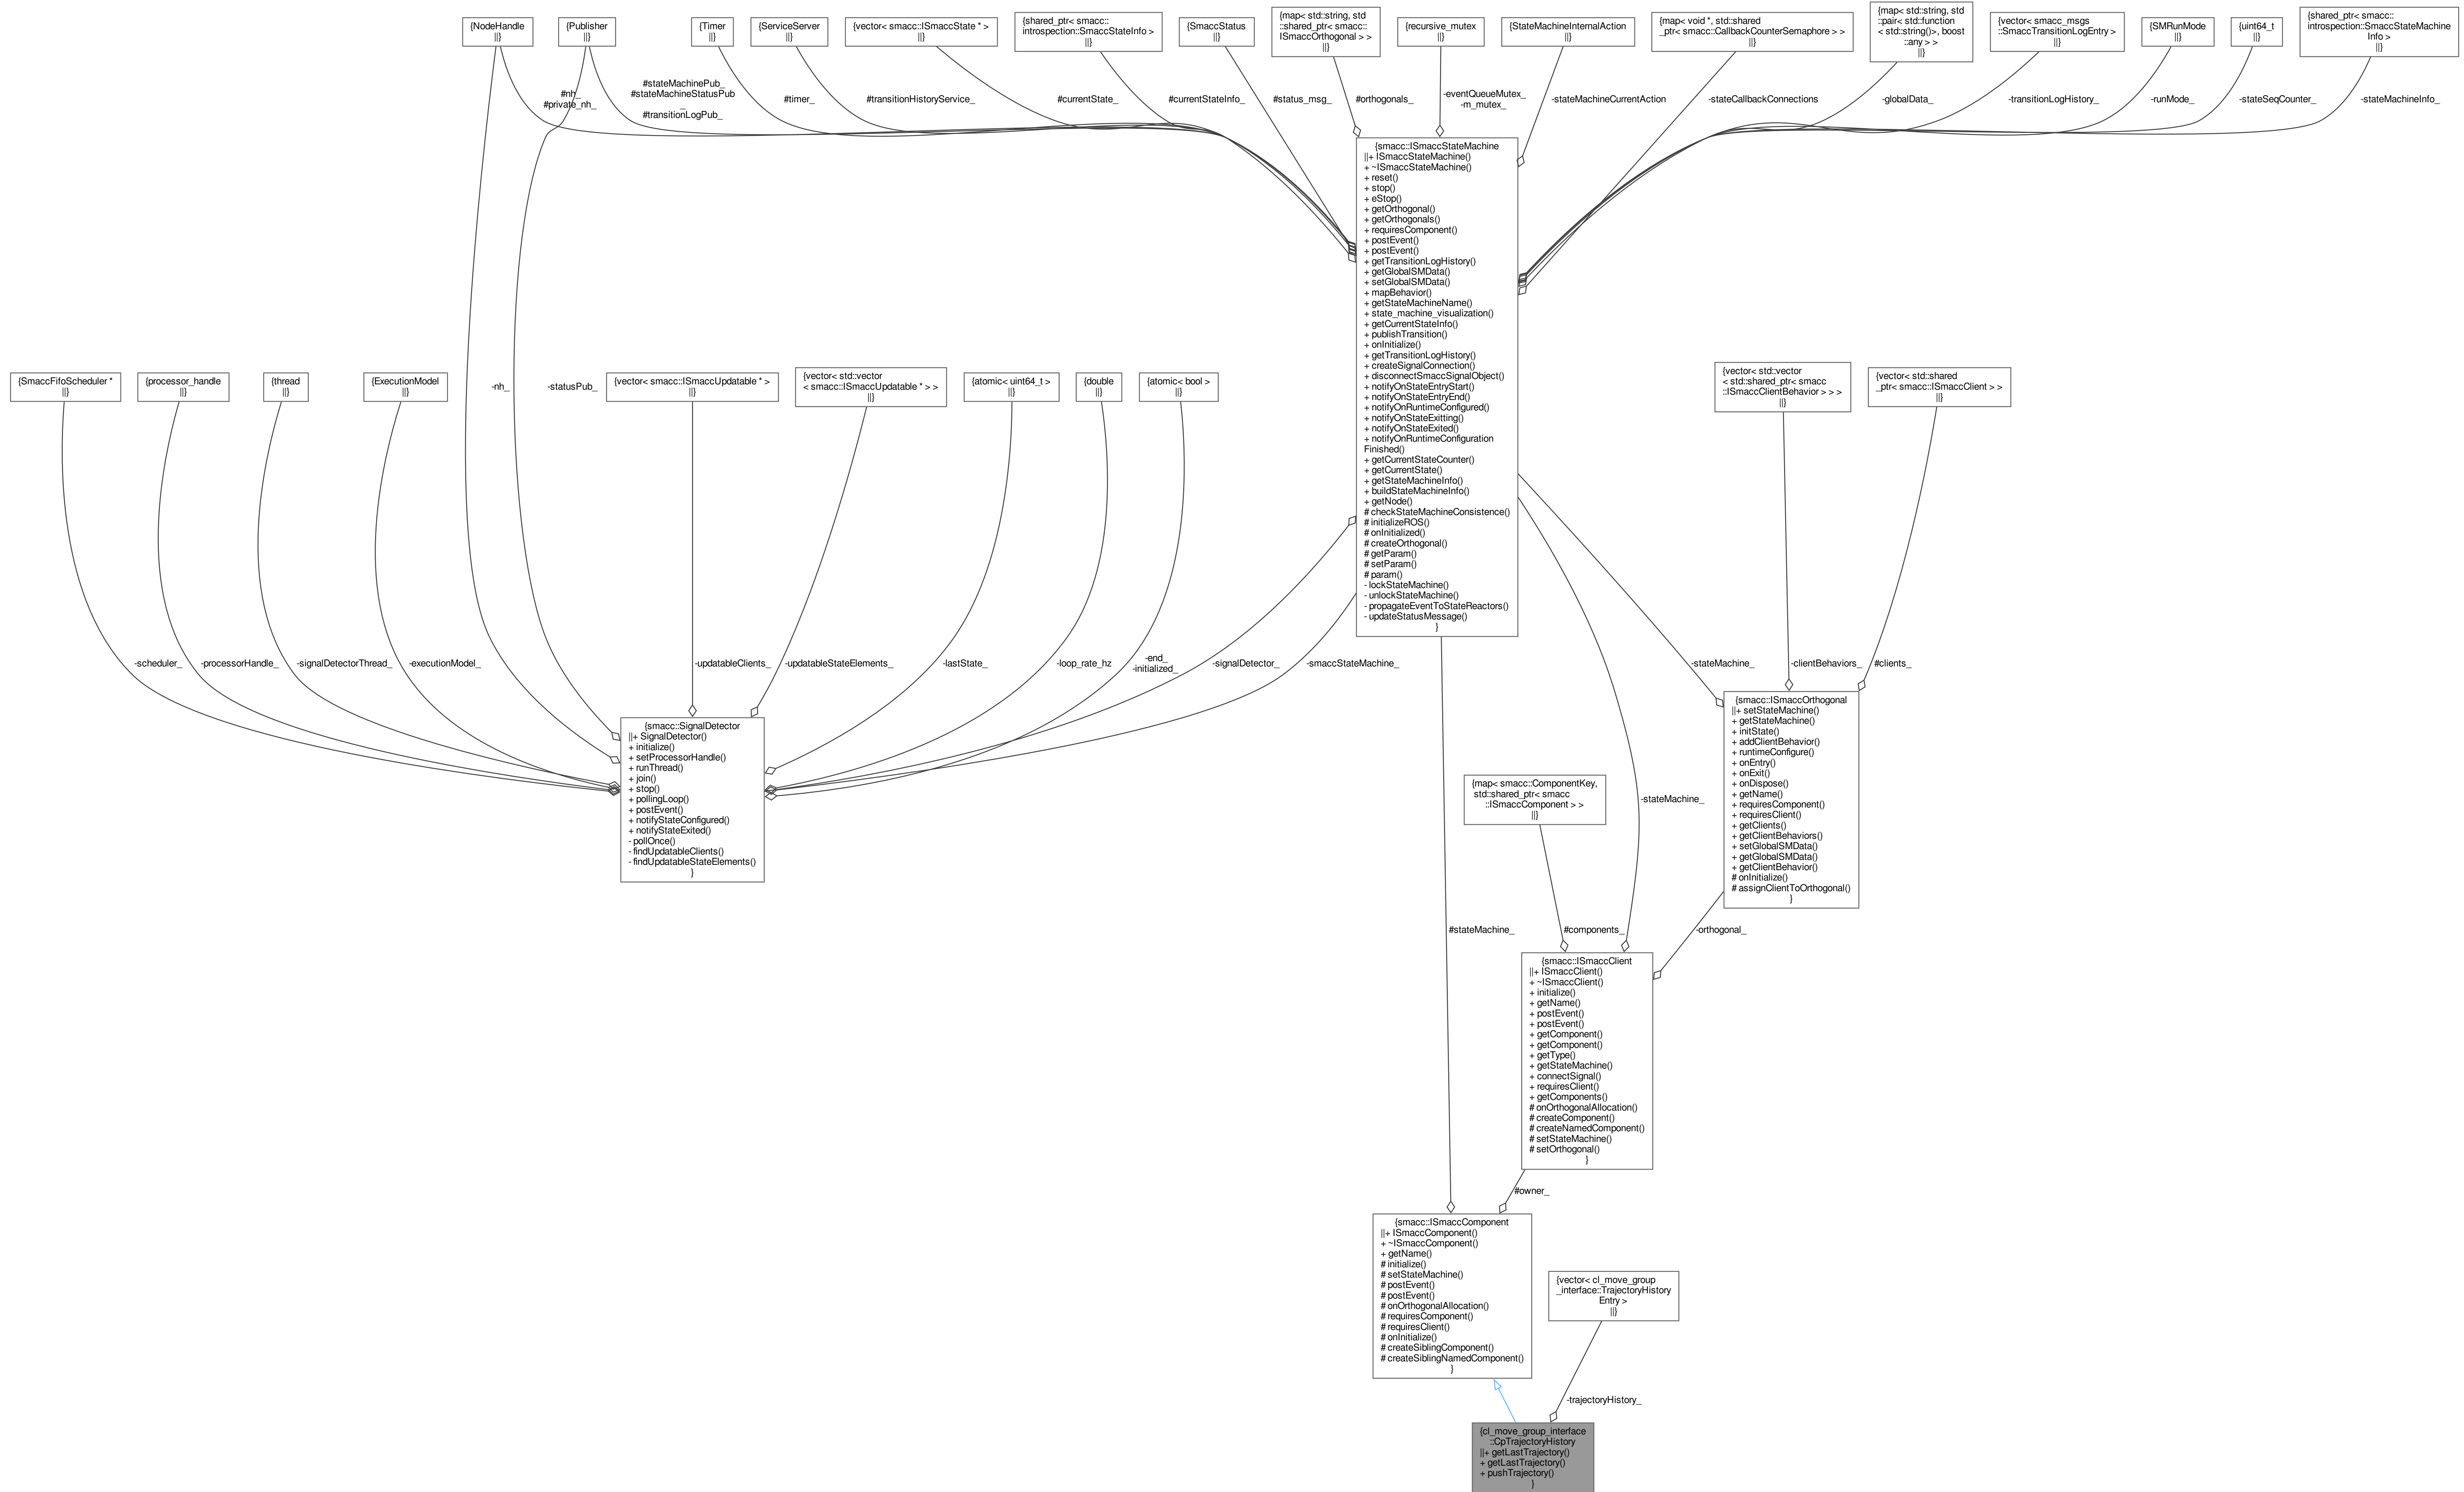 {NodeHandle
||}
{Publisher
||}
{Timer
||}
{ServiceServer
||}
{vector< smacc::ISmaccState * >
||}
{shared_ptr< smacc::
introspection::SmaccStateInfo >
||}
{SmaccStatus
||}
{map< std::string, std
::shared_ptr< smacc::
ISmaccOrthogonal > >
||}
{recursive_mutex
||}
{StateMachineInternalAction
||}
{map< void *, std::shared
_ptr< smacc::CallbackCounterSemaphore > >
||}
{map< std::string, std
::pair< std::function
< std::string()>, boost
::any > >
||}
{vector< smacc_msgs
::SmaccTransitionLogEntry >
||}
{SMRunMode
||}
{uint64_t
||}
{shared_ptr< smacc::
introspection::SmaccStateMachine
Info >
||}
#nh_
#private_nh_
#stateMachinePub_
#stateMachineStatusPub
_
#transitionLogPub_
#timer_
#transitionHistoryService_
#currentState_
#currentStateInfo_
#status_msg_
#orthogonals_
-eventQueueMutex_
-m_mutex_
-stateMachineCurrentAction
-stateCallbackConnections
-globalData_
-transitionLogHistory_
-runMode_
-stateSeqCounter_
-stateMachineInfo_
{smacc::ISmaccStateMachine
||+ ISmaccStateMachine()
+ ~ISmaccStateMachine()
+ reset()
+ stop()
+ eStop()
+ getOrthogonal()
+ getOrthogonals()
+ requiresComponent()
+ postEvent()
+ postEvent()
+ getTransitionLogHistory()
+ getGlobalSMData()
+ setGlobalSMData()
+ mapBehavior()
+ getStateMachineName()
+ state_machine_visualization()
+ getCurrentStateInfo()
+ publishTransition()
+ onInitialize()
+ getTransitionLogHistory()
+ createSignalConnection()
+ disconnectSmaccSignalObject()
+ notifyOnStateEntryStart()
+ notifyOnStateEntryEnd()
+ notifyOnRuntimeConfigured()
+ notifyOnStateExitting()
+ notifyOnStateExited()
+ notifyOnRuntimeConfiguration
Finished()
+ getCurrentStateCounter()
+ getCurrentState()
+ getStateMachineInfo()
+ buildStateMachineInfo()
+ getNode()
# checkStateMachineConsistence()
# initializeROS()
# onInitialized()
# createOrthogonal()
# getParam()
# setParam()
# param()
- lockStateMachine()
- unlockStateMachine()
- propagateEventToStateReactors()
- updateStatusMessage()
}
{SmaccFifoScheduler *
||}
{processor_handle
||}
{thread
||}
{ExecutionModel
||}
-nh_
-statusPub_
{vector< smacc::ISmaccUpdatable * >
||}
{vector< std::vector
< smacc::ISmaccUpdatable * > >
||}
{atomic< uint64_t >
||}
{double
||}
{atomic< bool >
||}
{vector< std::vector
< std::shared_ptr< smacc
::ISmaccClientBehavior > > >
||}
{vector< std::shared
_ptr< smacc::ISmaccClient > >
||}
-scheduler_
-processorHandle_
-signalDetectorThread_
-executionModel_
-updatableClients_
-updatableStateElements_
-lastState_
-loop_rate_hz
-end_
-initialized_
-signalDetector_
-smaccStateMachine_
-stateMachine_
-clientBehaviors_
#clients_
{smacc::SignalDetector
||+ SignalDetector()
+ initialize()
+ setProcessorHandle()
+ runThread()
+ join()
+ stop()
+ pollingLoop()
+ postEvent()
+ notifyStateConfigured()
+ notifyStateExited()
- pollOnce()
- findUpdatableClients()
- findUpdatableStateElements()
}
{smacc::ISmaccOrthogonal
||+ setStateMachine()
+ getStateMachine()
+ initState()
+ addClientBehavior()
+ runtimeConfigure()
+ onEntry()
+ onExit()
+ onDispose()
+ getName()
+ requiresComponent()
+ requiresClient()
+ getClients()
+ getClientBehaviors()
+ setGlobalSMData()
+ getGlobalSMData()
+ getClientBehavior()
# onInitialize()
# assignClientToOrthogonal()
}
{map< smacc::ComponentKey,
std::shared_ptr< smacc
::ISmaccComponent > >
||}
-stateMachine_
#stateMachine_
#components_
-orthogonal_
{smacc::ISmaccClient
||+ ISmaccClient()
+ ~ISmaccClient()
+ initialize()
+ getName()
+ postEvent()
+ postEvent()
+ getComponent()
+ getComponent()
+ getType()
+ getStateMachine()
+ connectSignal()
+ requiresClient()
+ getComponents()
# onOrthogonalAllocation()
# createComponent()
# createNamedComponent()
# setStateMachine()
# setOrthogonal()
}
#owner_
{smacc::ISmaccComponent
||+ ISmaccComponent()
+ ~ISmaccComponent()
+ getName()
# initialize()
# setStateMachine()
# postEvent()
# postEvent()
# onOrthogonalAllocation()
# requiresComponent()
# requiresClient()
# onInitialize()
# createSiblingComponent()
# createSiblingNamedComponent()
}
{vector< cl_move_group
_interface::TrajectoryHistory
Entry >
||}
-trajectoryHistory_
{cl_move_group_interface
::CpTrajectoryHistory
||+ getLastTrajectory()
+ getLastTrajectory()
+ pushTrajectory()
}